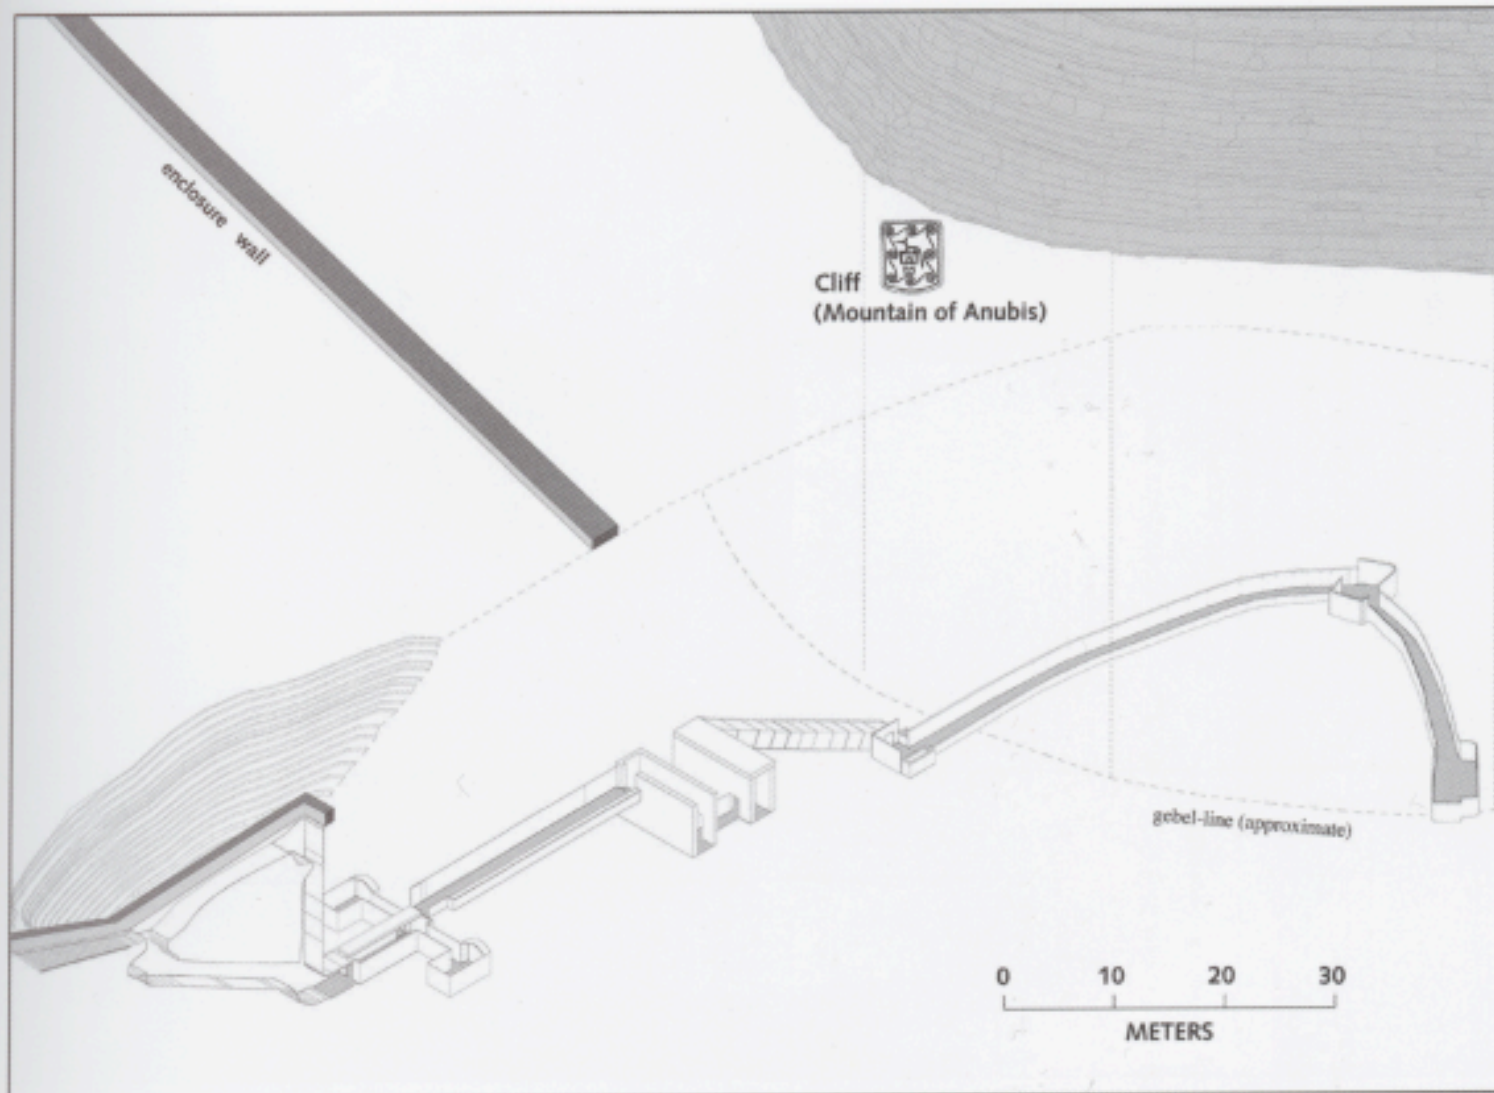 enclosure wall
Cliff
(Mountain of Anubis)
gebel-line (approximate)
0 10 20 30
METERS